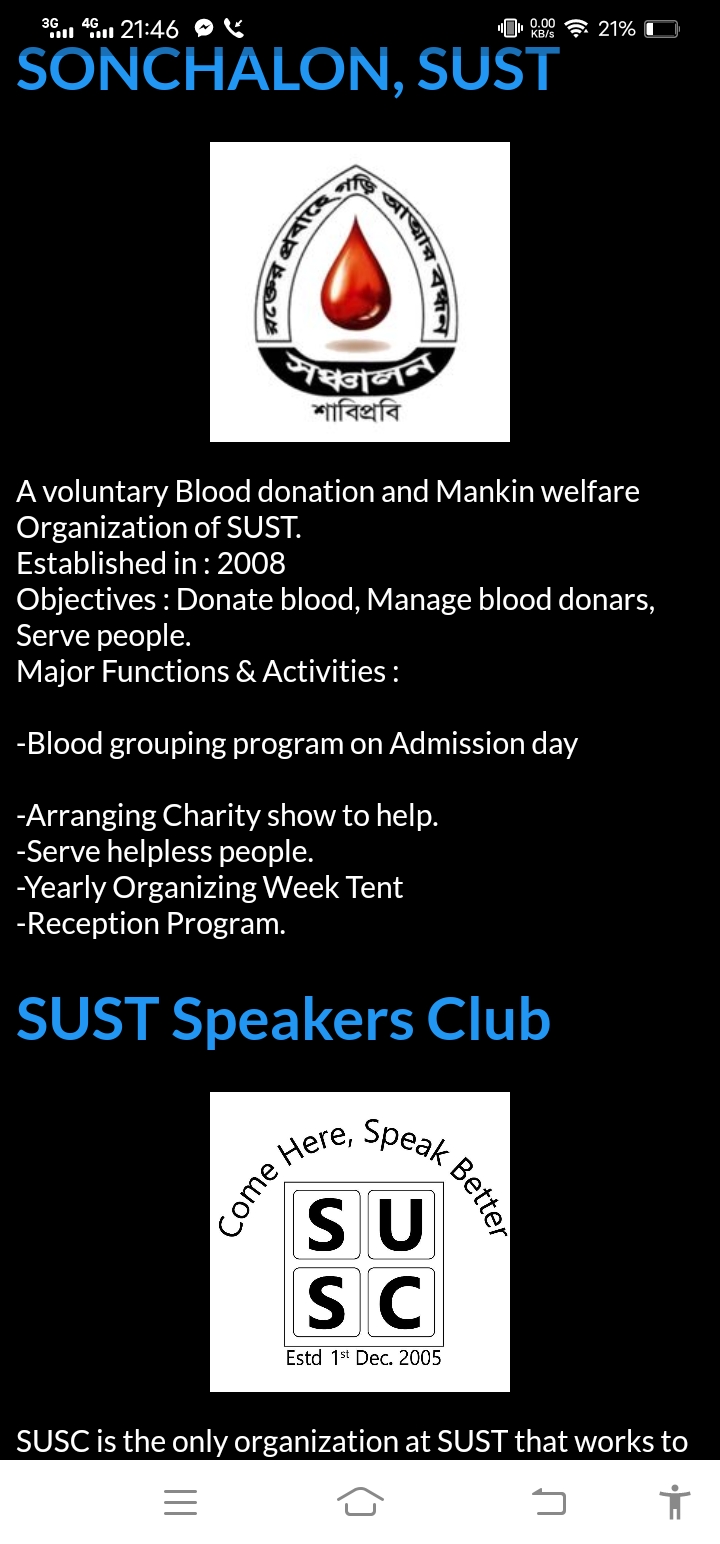 3G 4G 21:46 0.00 KB/s 21%
SONCHALON, SUST
রক্তের প্রবাহে গড়ি আত্মার বন্ধন
সঞ্চালন
শাবিপ্রবি
A voluntary Blood donation and Mankin welfare
Organization of SUST.
Established in : 2008
Objectives : Donate blood, Manage blood donars,
Serve people.
Major Functions & Activities :
-Blood grouping program on Admission day
-Arranging Charity show to help.
-Serve helpless people.
-Yearly Organizing Week Tent
-Reception Program.
SUST Speakers Club
Come Here, Speak Better
S U
S C
Estd 1st Dec. 2005
SUSC is the only organization at SUST that works to